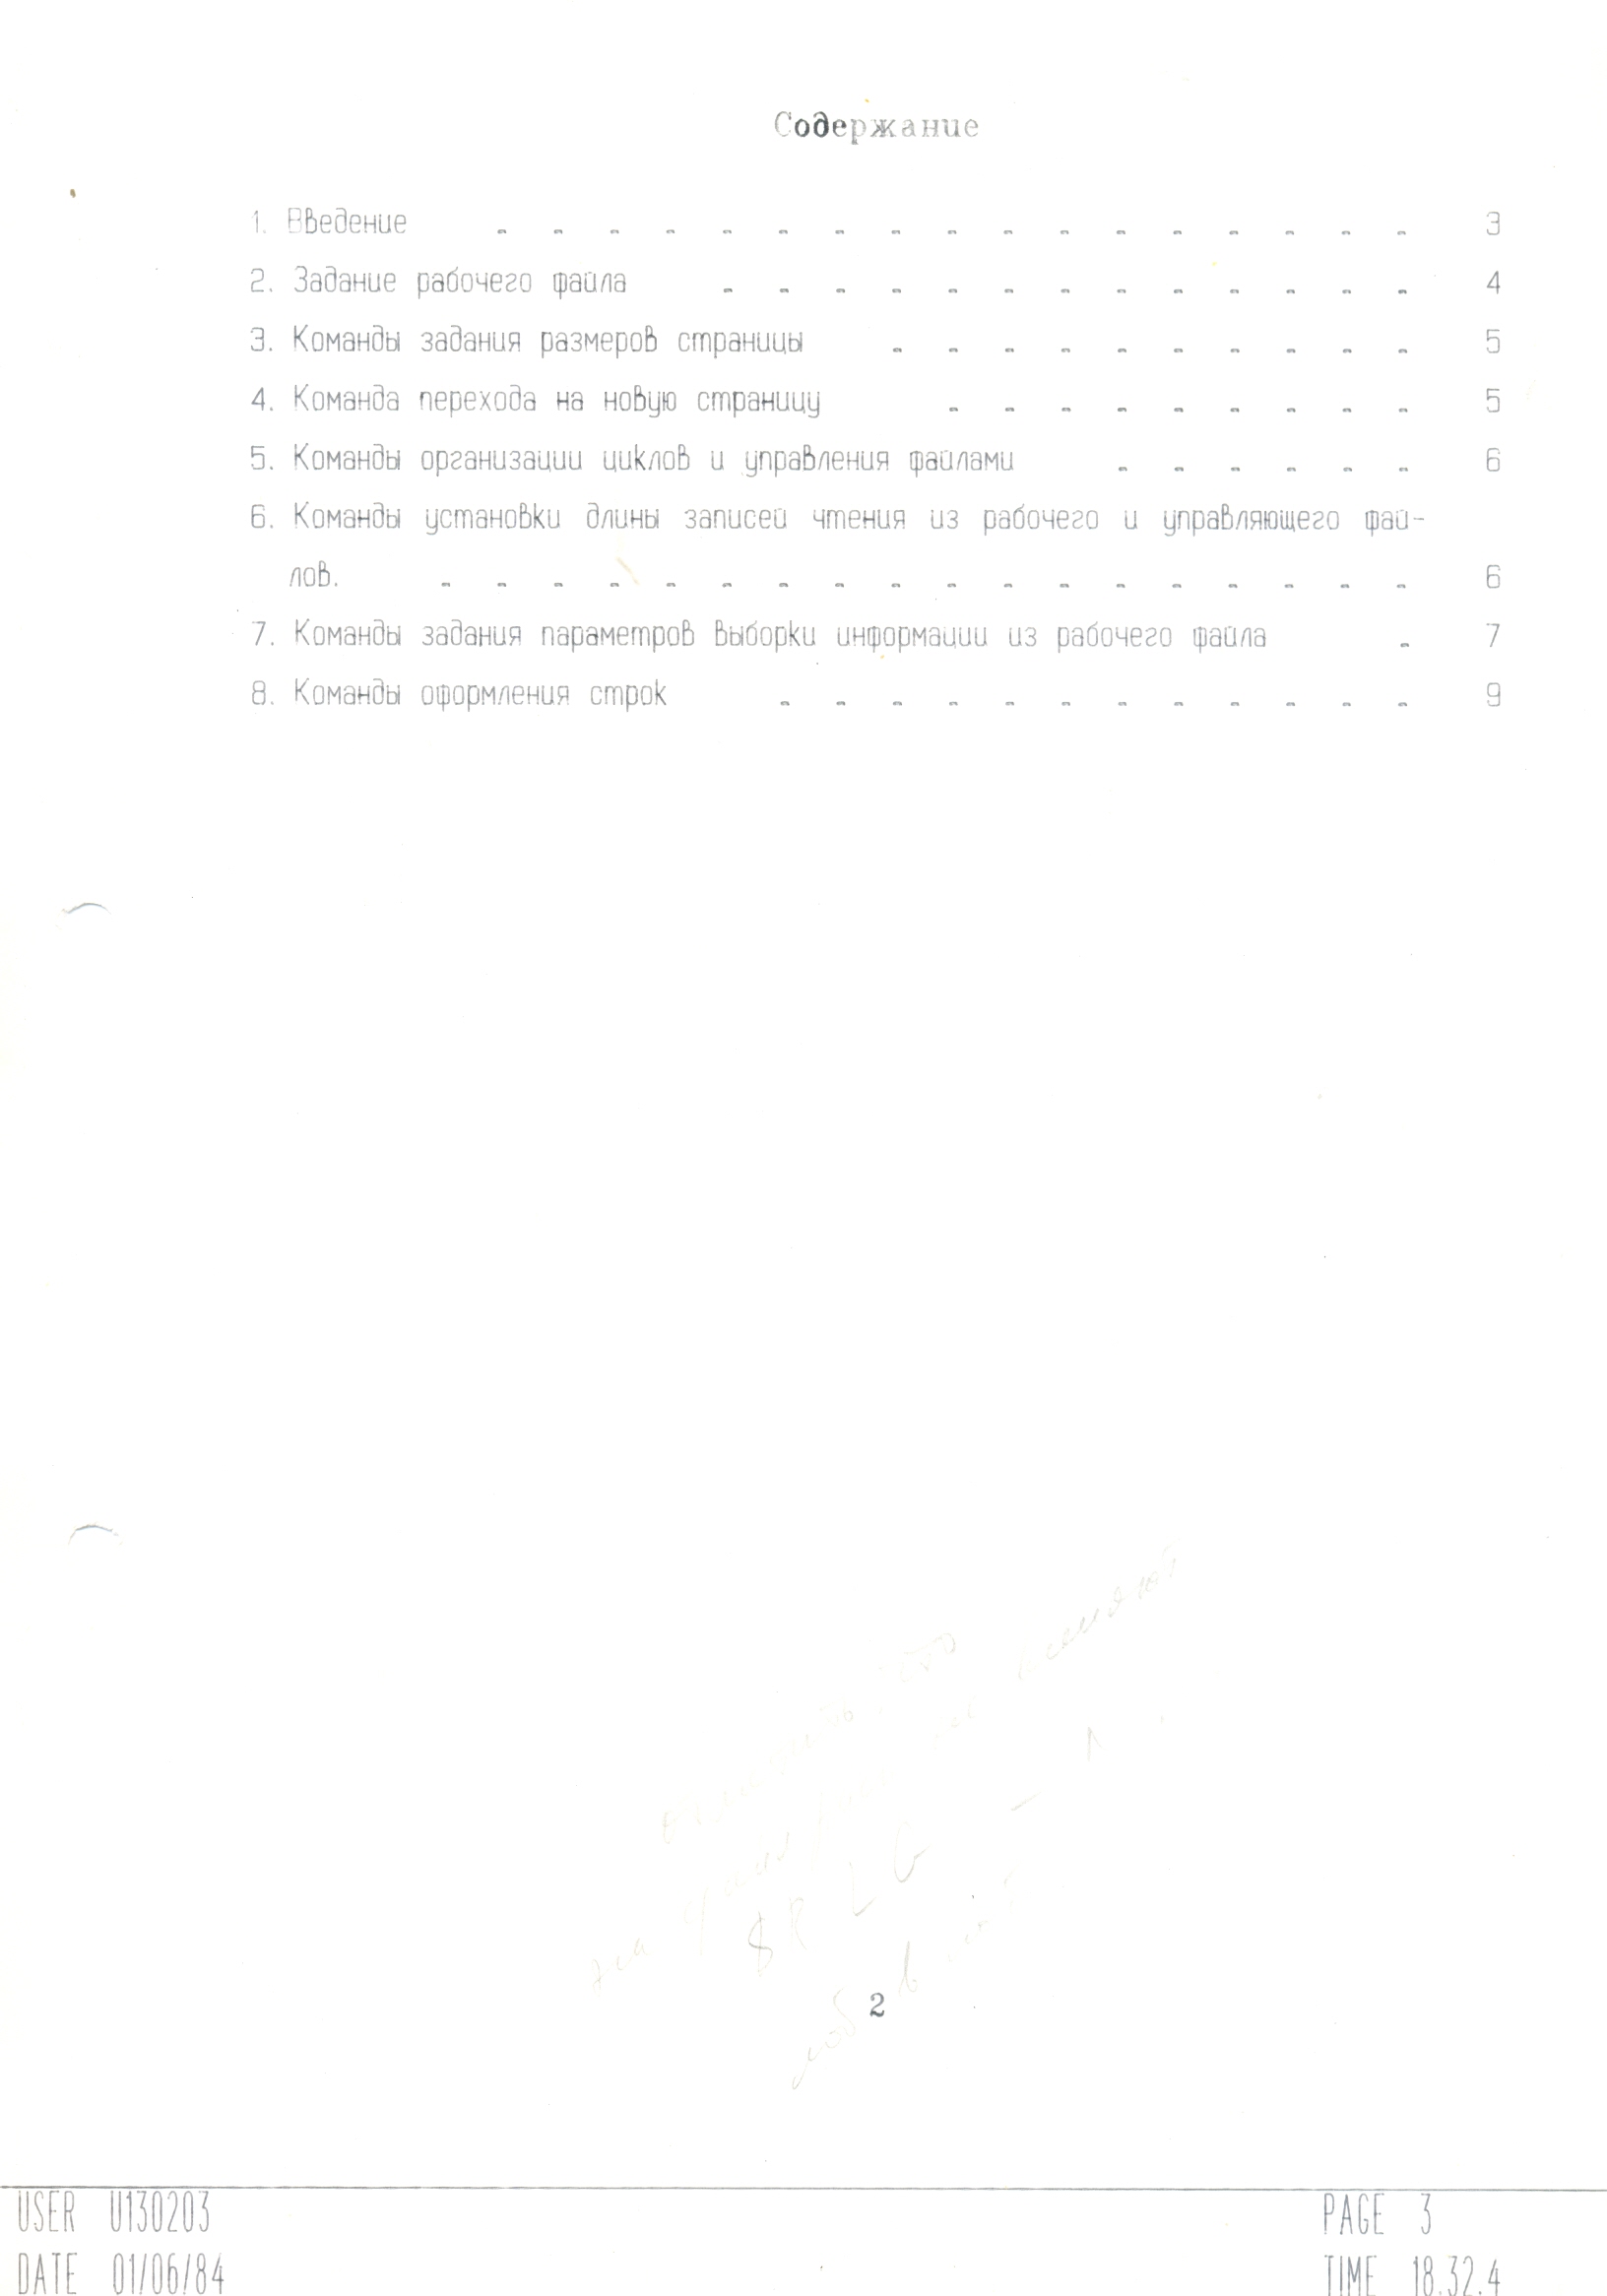 Содержание
1. Введение - - - - - - - - - - - - - - - - - 3
2. Задание рабочего файла - - - - - - - - - - - - - 4
3. Команды задания размеров страницы - - - - - - - - - - 5
4. Команда перехода на новую страницу - - - - - - - - - 5
5. Команды организации циклов и управления файлами - - - - - - 6
6. Команды установки длины записей чтения из рабочего и управляющего фай-
лов. - - - - - - - - - - - - - - - - - - 6
7. Команды задания параметров выборки информации из рабочего файла - 7
8. Команды оформления строк - - - - - - - - - - - - 9
2
USER U130203 PAGE 3
DATE 01/06/84 TIME 18.32.4